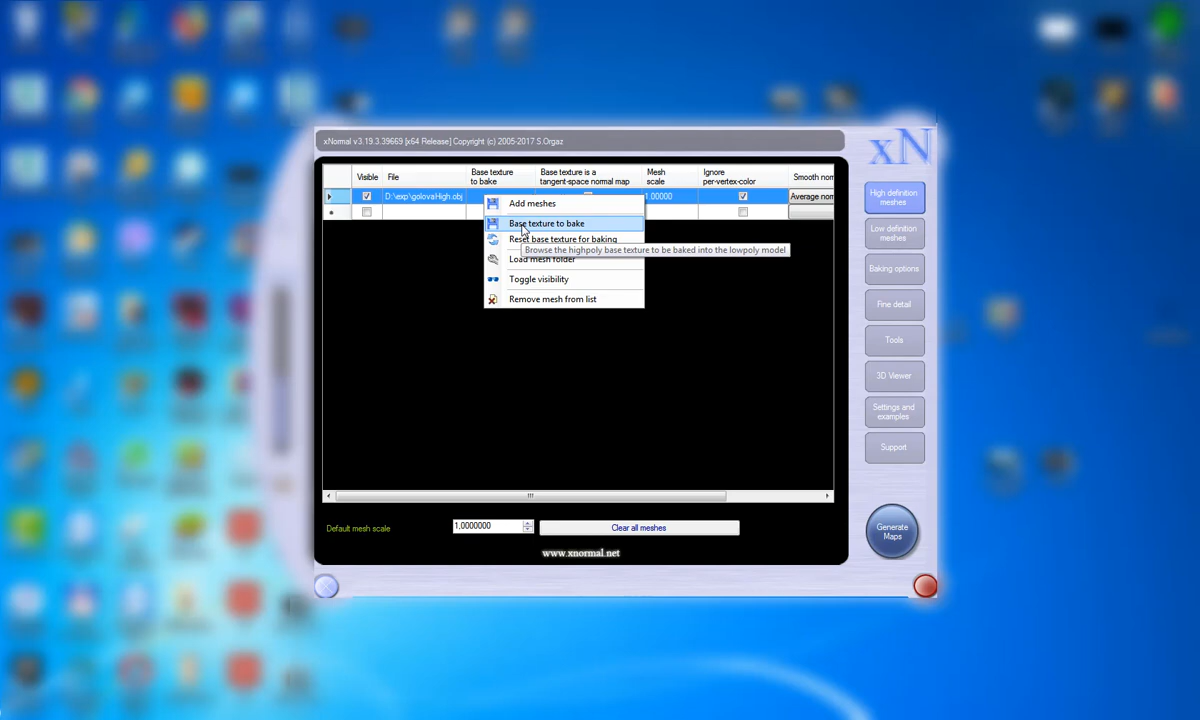 xNormal v3.19.3.39669 [x64 Release] Copyright (c) 2005-2017 S.Orgaz
xN
Visible
File
Base texture
to bake
Base texture is a
tangent-space normal map
Mesh
scale
Ignore
per-vertex-color
Smooth norm
D:\exp\golovaHigh.obj
1.00000
Average norm
Add meshes
Base texture to bake
Reset base texture for baking
Browse the highpoly base texture to be baked into the lowpoly model
Load mesh folder
Toggle visibility
Remove mesh from list
High definition
meshes
Low definition
meshes
Baking options
Fine detail
Tools
3D Viewer
Settings and
examples
Support
Generate
Maps
Default mesh scale
1,0000000
Clear all meshes
www.xnormal.net